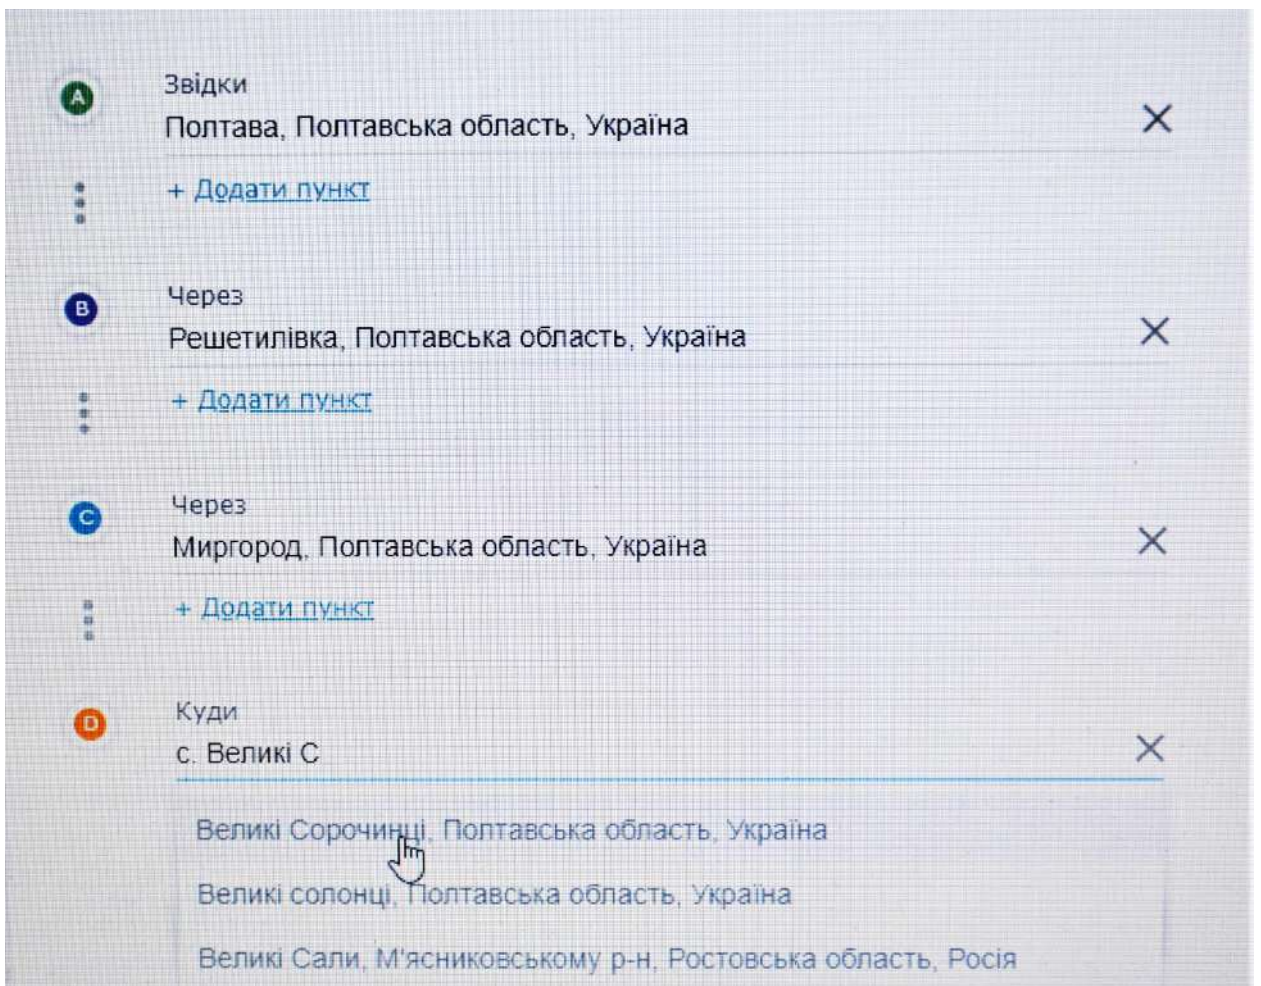 A
Звідки
Полтава, Полтавська область, Україна
+ Додати пункт
B
Через
Решетилівка, Полтавська область, Україна
+ Додати пункт
C
Через
Миргород, Полтавська область, Україна
+ Додати пункт
D
Куди
с. Великі С
Великі Сорочинці, Полтавська область, Україна
Великі солонці, Полтавська область, Україна
Великі Сали, М'ясниковському р-н, Ростовська область, Росія